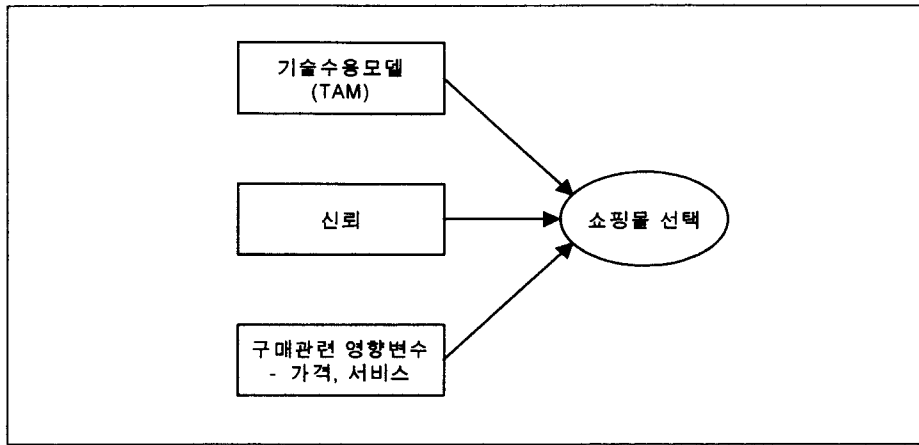 기술수용모델
(TAM)
신뢰
쇼핑몰 선택
구매관련 영향변수
- 가격, 서비스